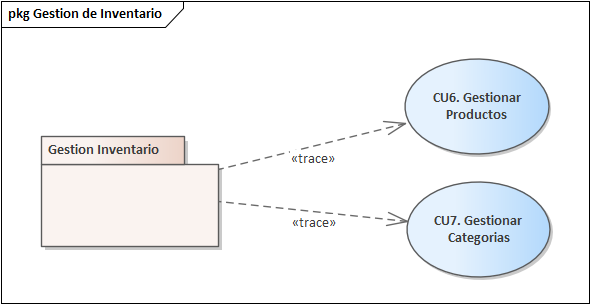 pkg Gestion de Inventario
CU6. Gestionar
Productos
Gestion Inventario
«trace»
«trace»
CU7. Gestionar
Categorias